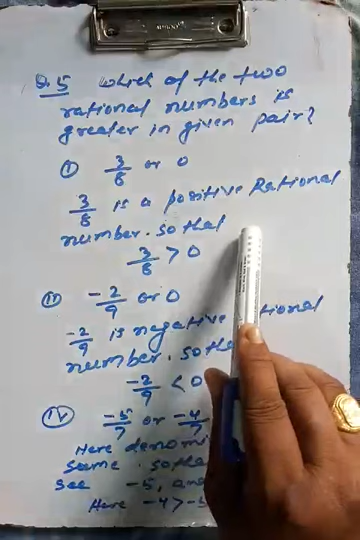 Q.5 which of the two
rational numbers is
greater in given pair?
(i) 3/8 or 0
3/8 is a positive Rational
number. so that
3/8 > 0
(ii) -2/9 or 0
-2/9 is negative
number. so
-2/9 < 0
(iv) -5/7 or -4/7
Here
same. so
see -5,
Here -4 >